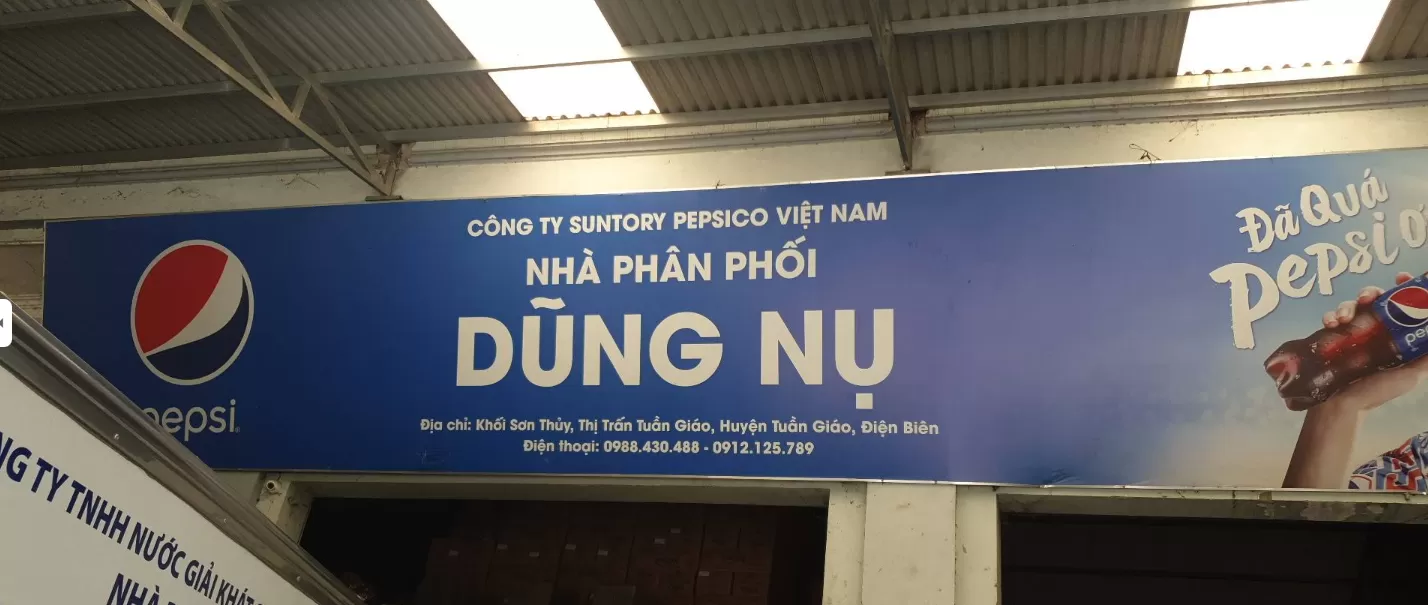 CÔNG TY SUNTORY PEPSICO VIỆT NAM
NHÀ PHÂN PHỐI
DŨNG NỤ
Địa chỉ: Khối Sơn Thủy, Thị Trấn Tuần Giáo, Huyện Tuần Giáo, Điện Biên
Điện thoại: 0988.430.488 - 0912.125.789
pepsi
Đã Quá
Pepsi ơ
TY TNHH NƯỚC GIẢI KHÁT
NHÀ